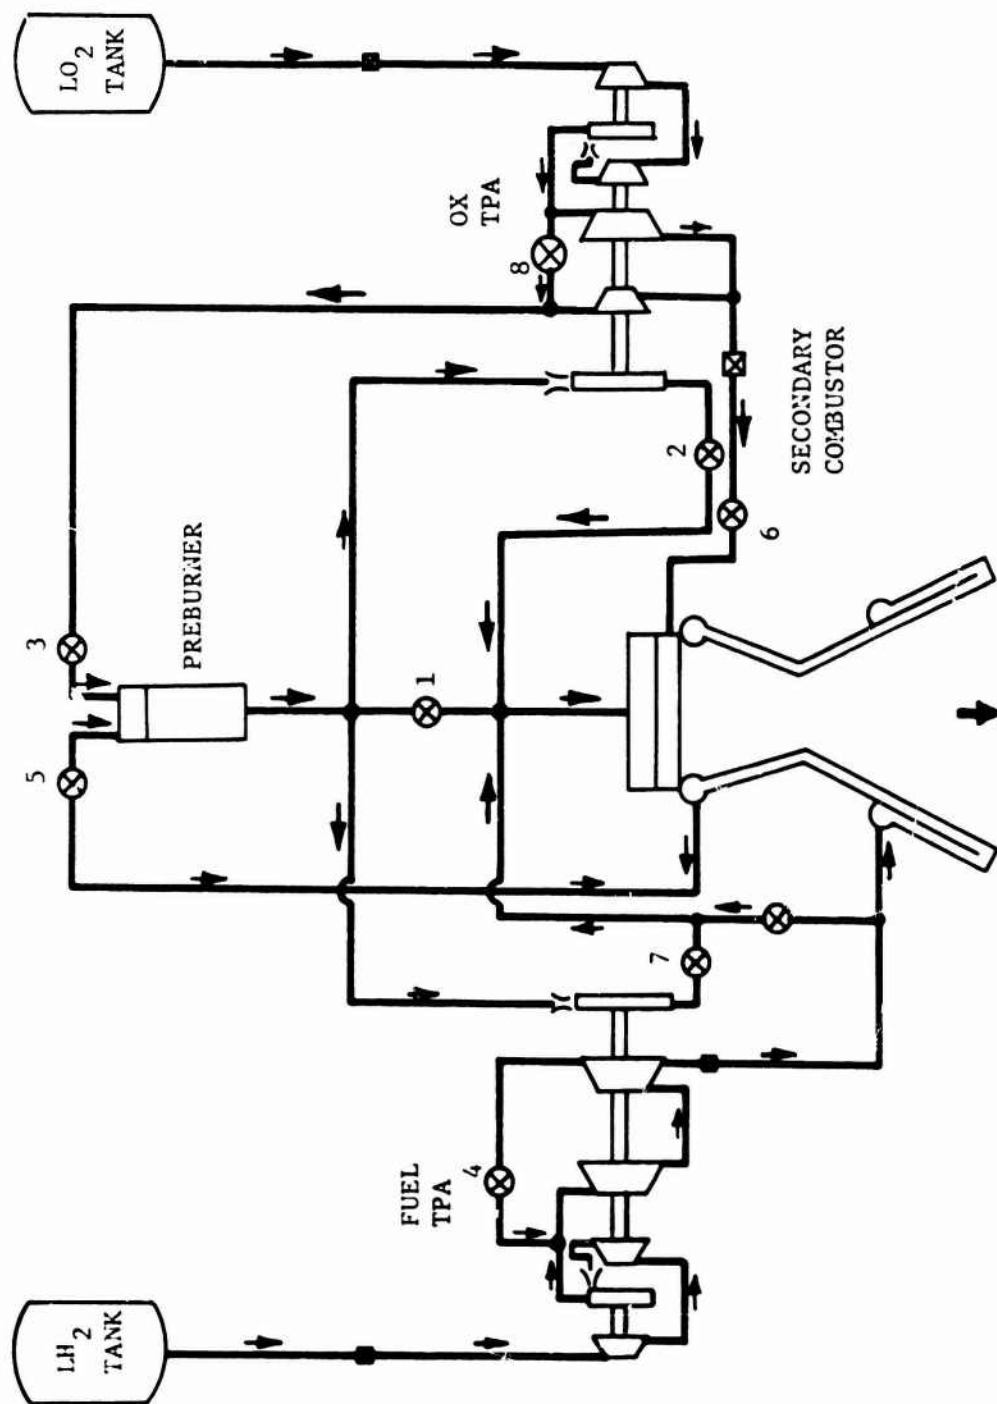 LO2
TANK
OX
TPA
8
3
PREBURNER
5
1
2
SECONDARY
COMBUSTOR
6
7
4
FUEL
TPA
LH2
TANK